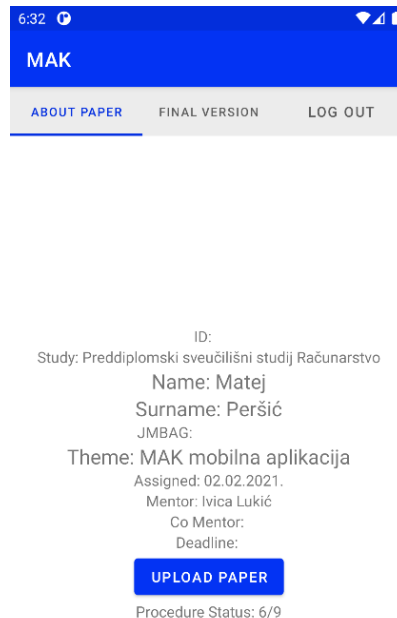 6:32
MAK
ABOUT PAPER FINAL VERSION LOG OUT
ID:
Study: Preddiplomski sveučilišni studij Računarstvo
Name: Matej
Surname: Peršić
JMBAG:
Theme: MAK mobilna aplikacija
Assigned: 02.02.2021.
Mentor: Ivica Lukić
Co Mentor:
Deadline:
UPLOAD PAPER
Procedure Status: 6/9